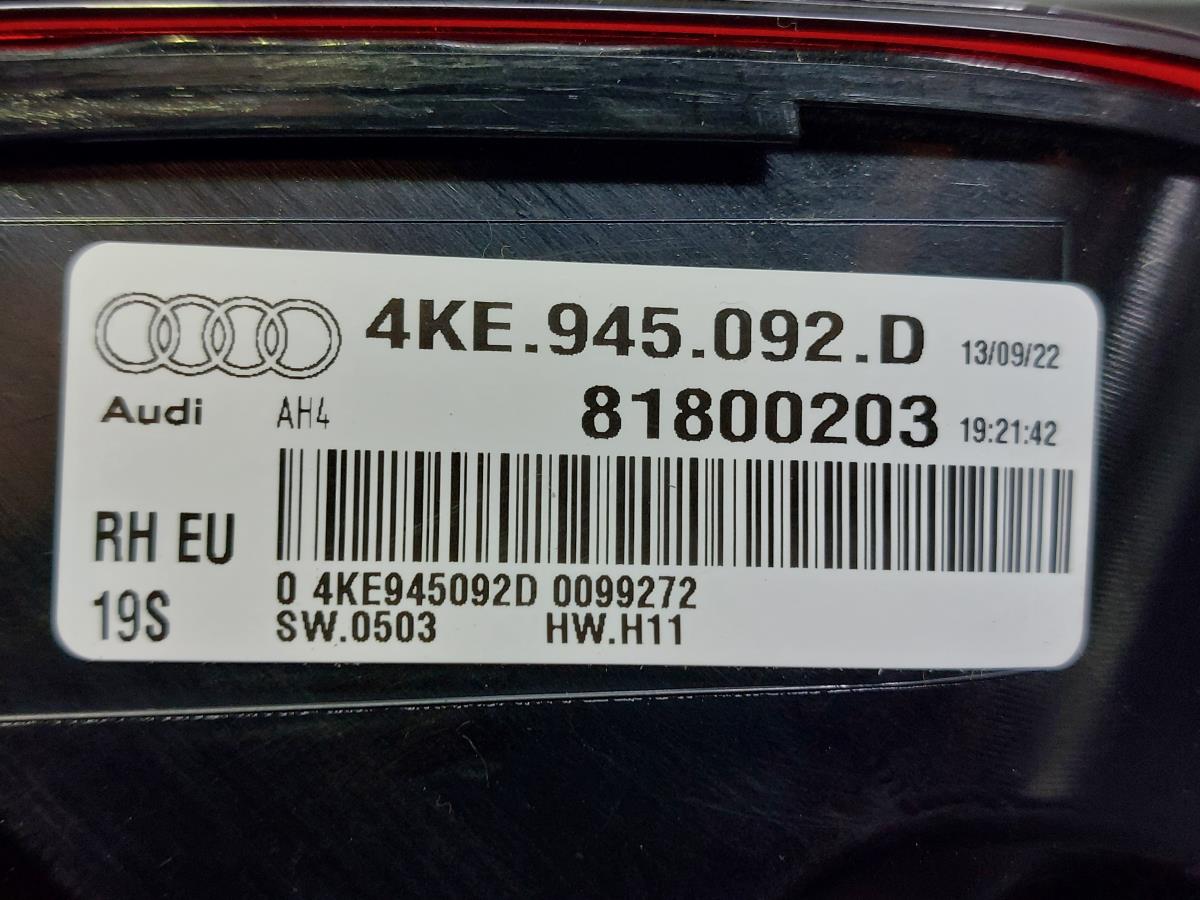 4KE.945.092.D 13/09/22
Audi AH4 81800203 19:21:42
RH EU
0 4KE945092D 0099272
19S SW.0503 HW.H11